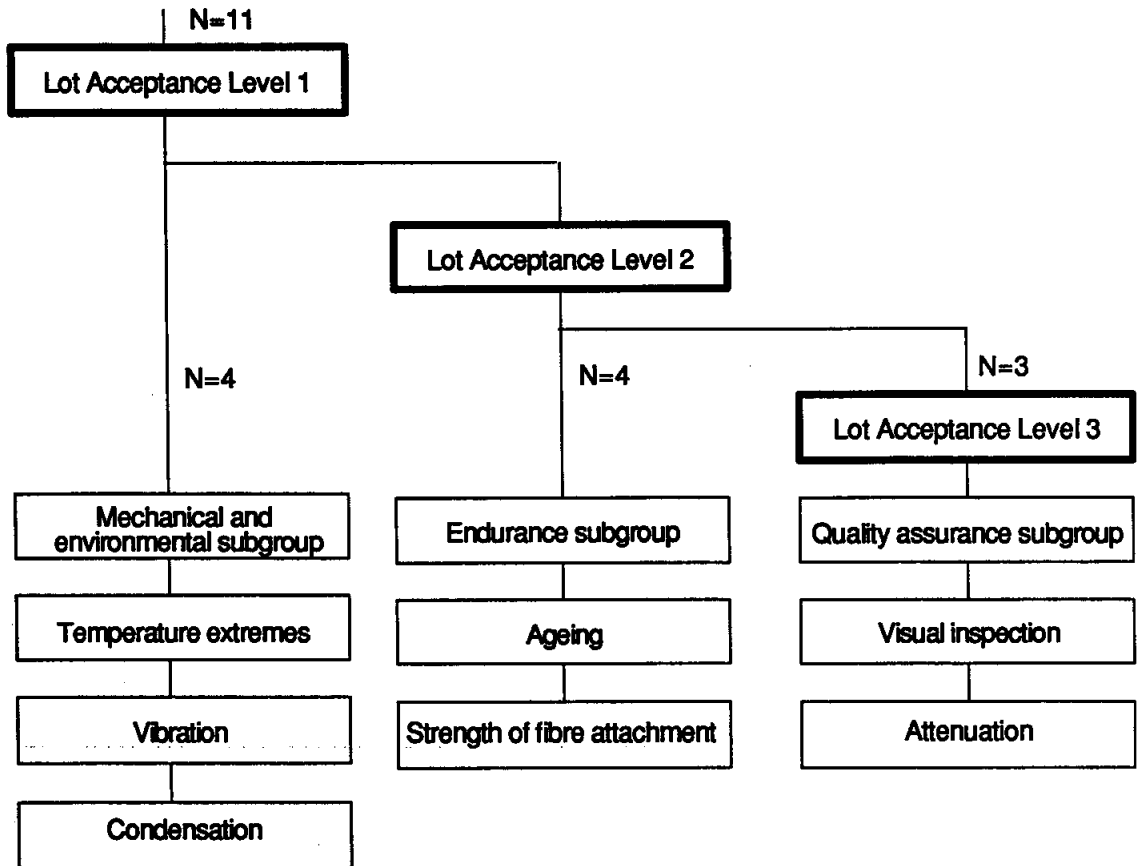 N=11
Lot Acceptance Level 1
Lot Acceptance Level 2
N=4
N=4
N=3
Lot Acceptance Level 3
Mechanical and
environmental subgroup
Endurance subgroup
Quality assurance subgroup
Temperature extremes
Ageing
Visual inspection
Vibration
Strength of fibre attachment
Attenuation
Condensation